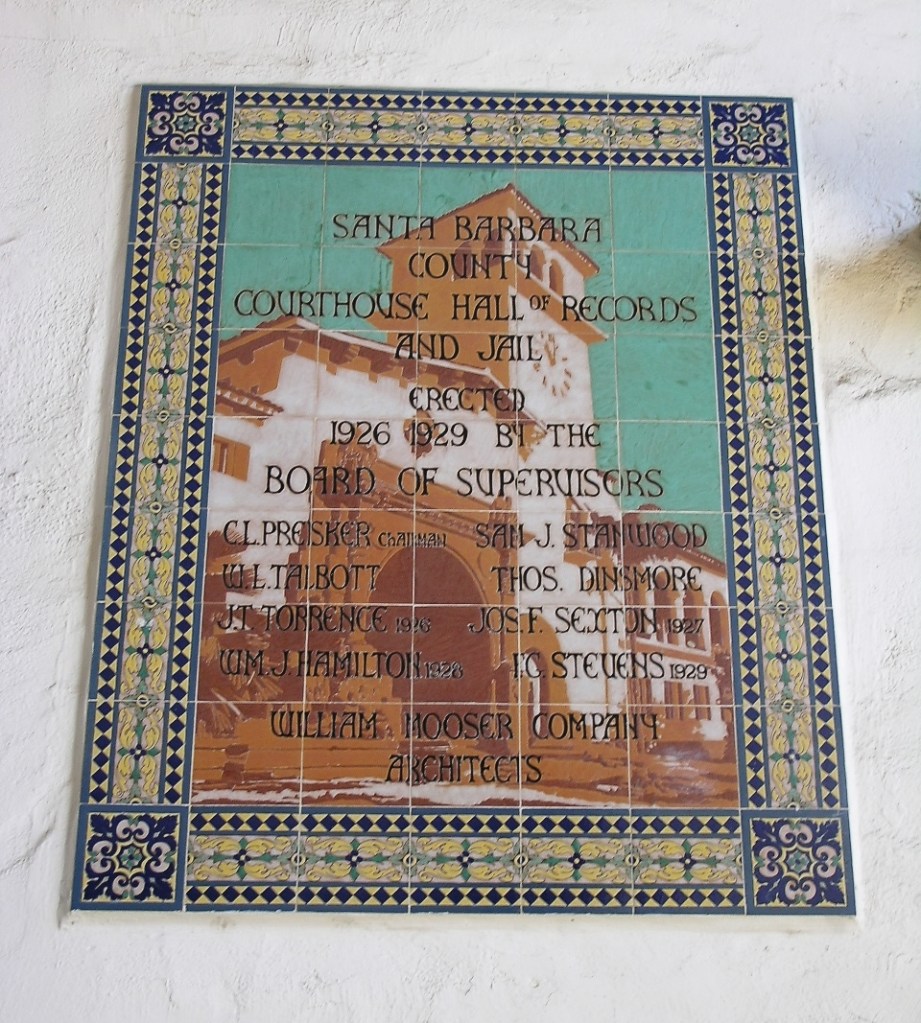 SANTA BARBARA
COUNTY
COURTHOUSE HALL OF RECORDS
AND JAIL
ERECTED
1926 1929 BY THE
BOARD OF SUPERVISORS
C.L. PREISKER CHAIRMAN SAM J. STANWOOD
W.L. TALBOTT THOS. DINSMORE
J.T. TORRENCE 1926 JOS. F. SEXTON 1927
WM. J. HAMILTON 1928 F.C. STEVENS 1929
WILLIAM MOOSER COMPANY
ARCHITECTS